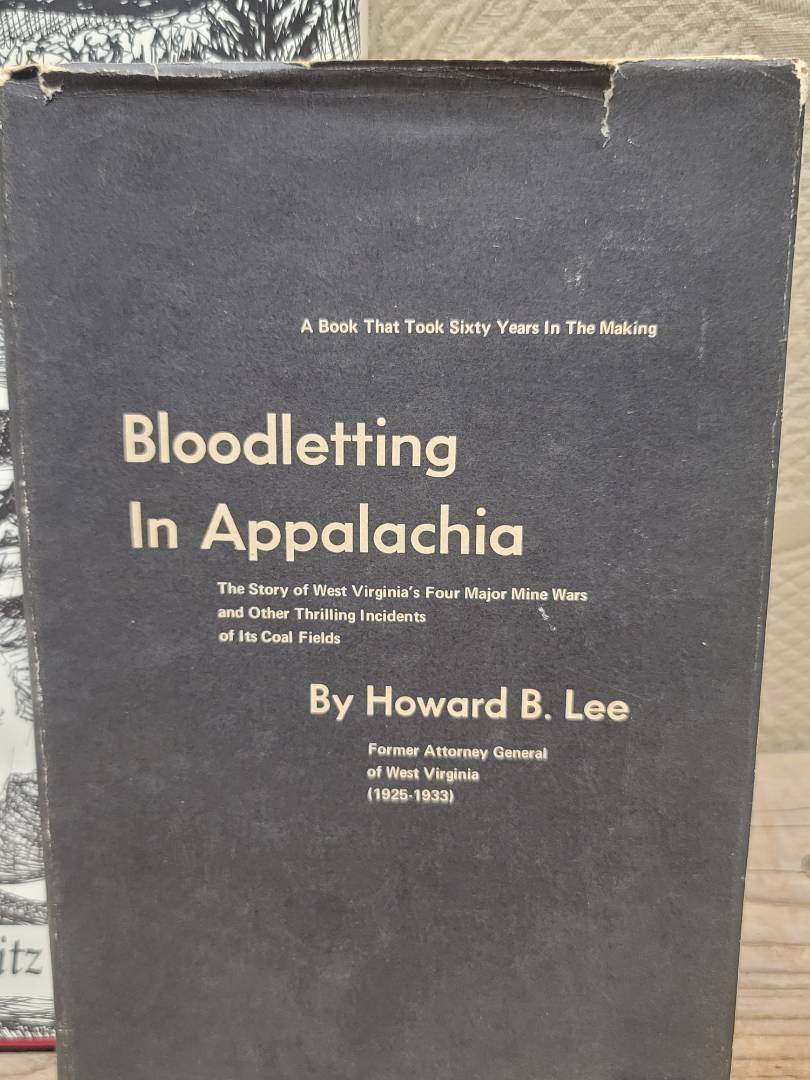 A Book That Took Sixty Years In The Making
Bloodletting
In Appalachia
The Story of West Virginia's Four Major Mine Wars
and Other Thrilling Incidents
of Its Coal Fields
By Howard B. Lee
Former Attorney General
of West Virginia
(1925-1933)
itz